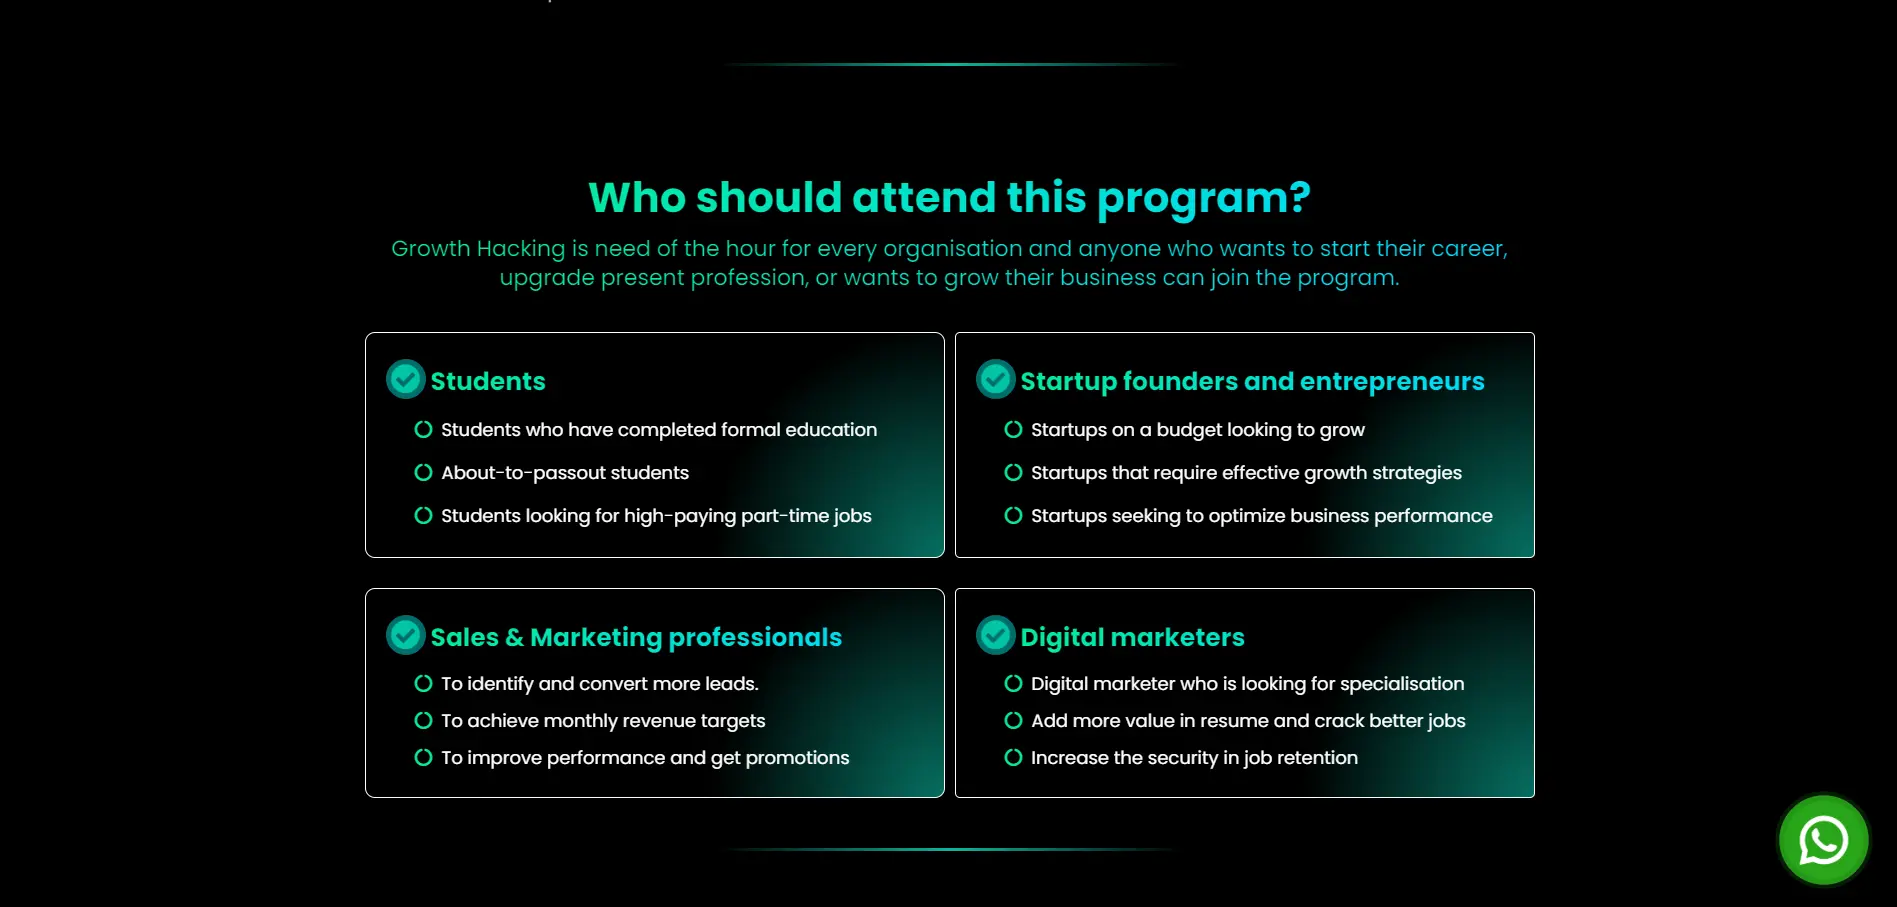 Who should attend this program?
Growth Hacking is need of the hour for every organisation and anyone who wants to start their career,
upgrade present profession, or wants to grow their business can join the program.
Students
Students who have completed formal education
About-to-passout students
Students looking for high-paying part-time jobs
Startup founders and entrepreneurs
Startups on a budget looking to grow
Startups that require effective growth strategies
Startups seeking to optimize business performance
Sales & Marketing professionals
To identify and convert more leads.
To achieve monthly revenue targets
To improve performance and get promotions
Digital marketers
Digital marketer who is looking for specialisation
Add more value in resume and crack better jobs
Increase the security in job retention